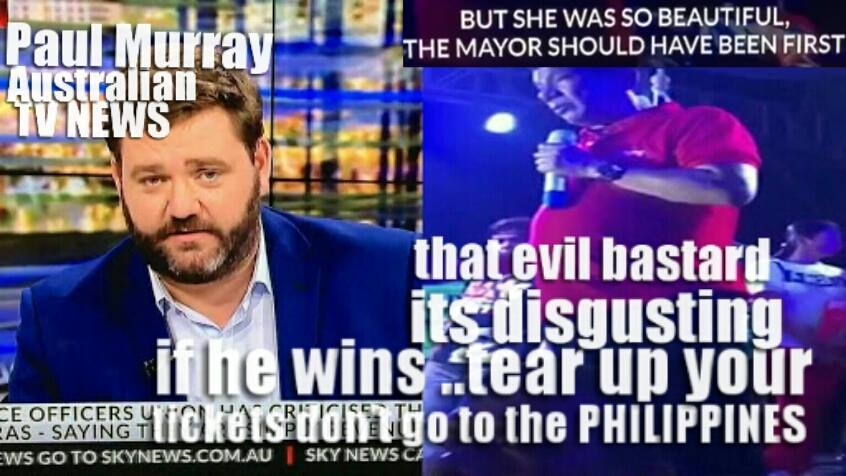 Paul Murray
Australian
TV NEWS
BUT SHE WAS SO BEAUTIFUL,
THE MAYOR SHOULD HAVE BEEN FIRST
that evil bastard
its disgusting
if he wins ..tear up your
tickets don't go to the PHILIPPINES
CE OFFICERS UNION HAS CRITICISED TH
RAS - SAYING
EWS GO TO SKYNEWS.COM.AU | SKY NEWS CA